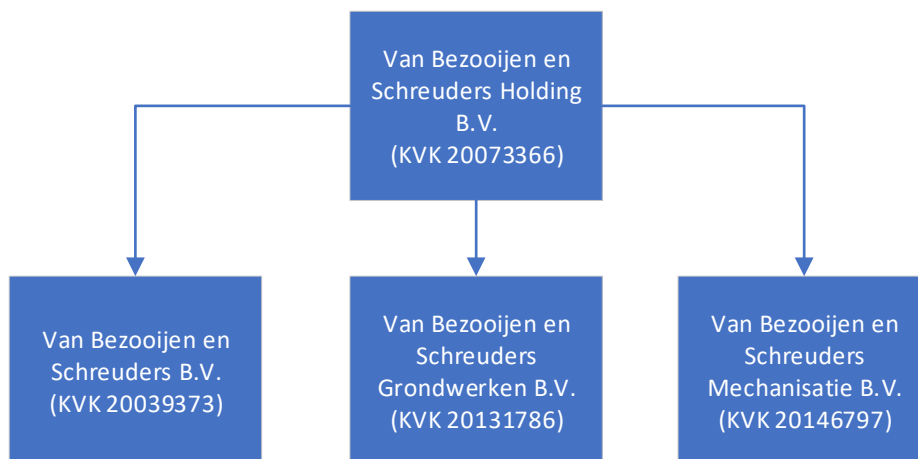 Van Bezooijen en
Schreuders Holding
B.V.
(KVK 20073366)
Van Bezooijen en
Schreuders B.V.
(KVK 20039373)
Van Bezooijen en
Schreuders
Grondwerken B.V.
(KVK 20131786)
Van Bezooijen en
Schreuders
Mechanisatie B.V.
(KVK 20146797)